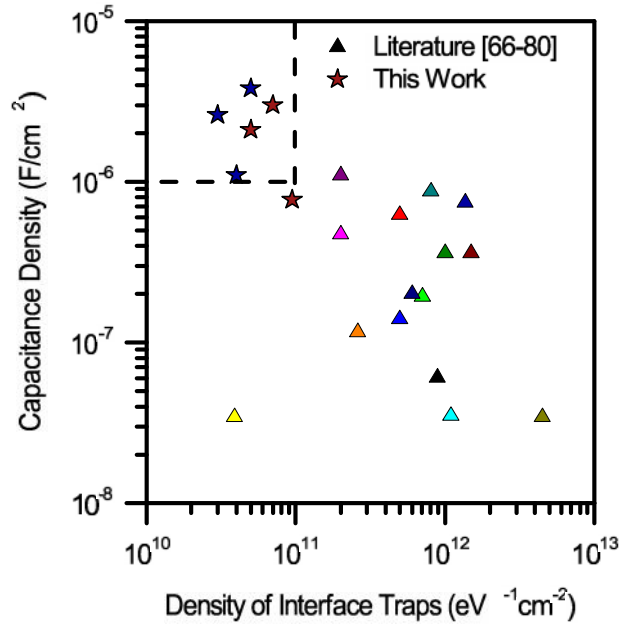 10⁻⁵
Literature [66-80]
This Work
10⁻⁶
10⁻⁷
10⁻⁸
Capacitance Density (F/cm ²)
10¹⁰ 10¹¹ 10¹² 10¹³
Density of Interface Traps (eV ⁻¹cm⁻²)